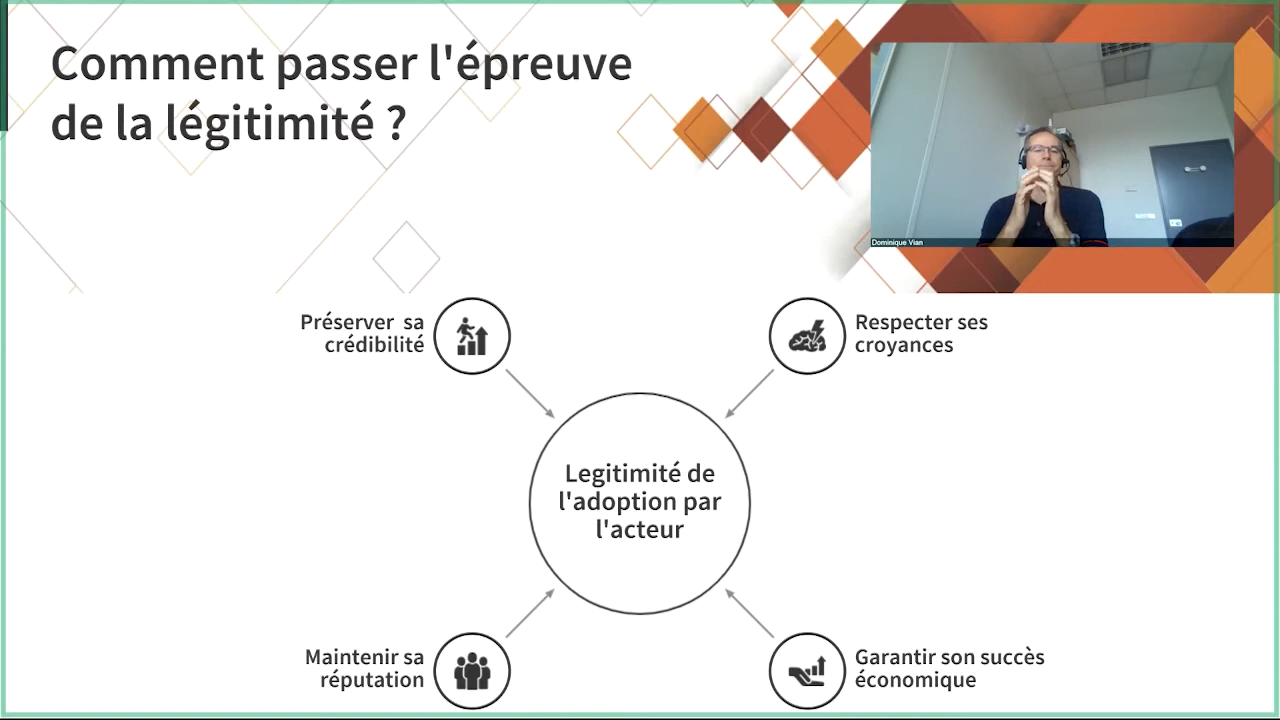 Comment passer l'épreuve
de la légitimité ?
Dominique Vian
Préserver sa
crédibilité
Respecter ses
croyances
Legitimité de
l'adoption par
l'acteur
Maintenir sa
réputation
Garantir son succès
économique